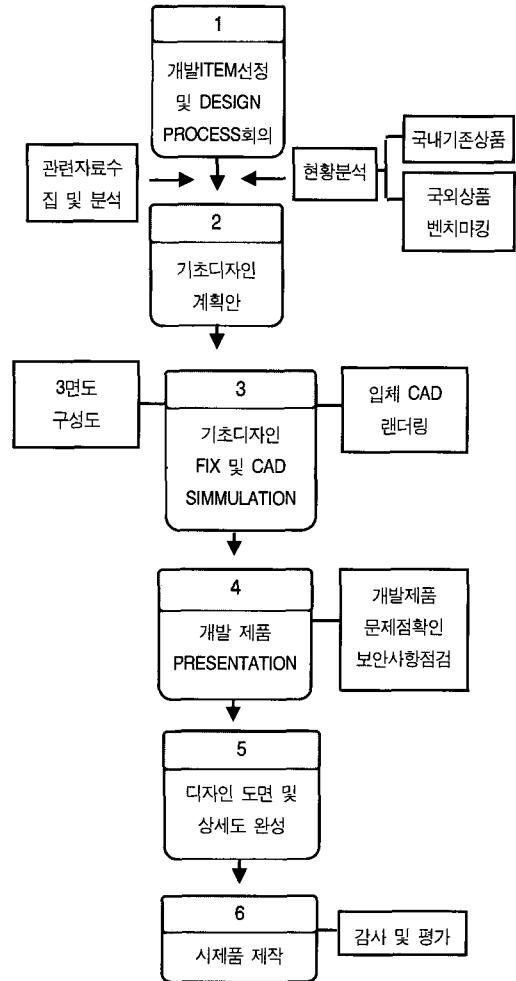 1
개발ITEM선정
및 DESIGN
PROCESS회의
관련자료수
집 및 분석
현황분석
국내기존상품
국외상품
벤치마킹
2
기초디자인
계획안
3면도
구성도
3
기초디자인
FIX 및 CAD
SIMMULATION
입체 CAD
랜더링
4
개발 제품
PRESENTATION
개발제품
문제점확인
보안사항점검
5
디자인 도면 및
상세도 완성
6
시제품 제작
감사 및 평가